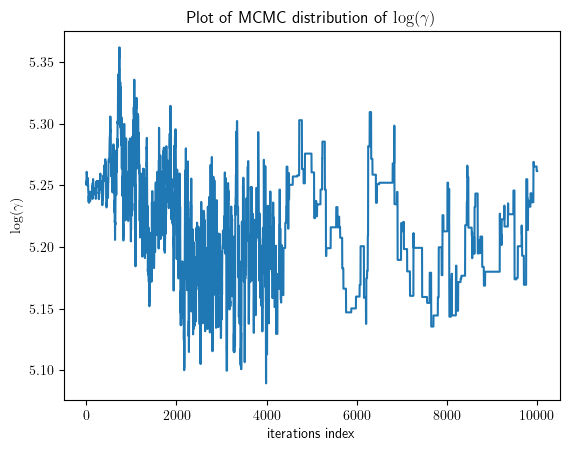 Plot of MCMC distribution of log(γ)
5.35
5.30
5.25
5.20
5.15
5.10
log(γ)
0 2000 4000 6000 8000 10000
iterations index